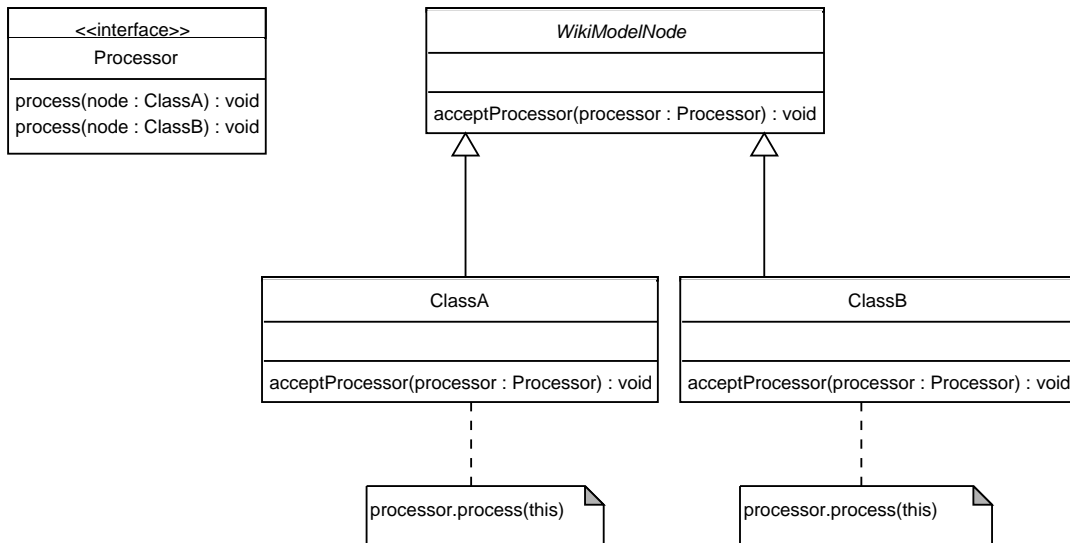 <<interface>>
Processor
process(node : ClassA) : void
process(node : ClassB) : void
WikiModelNode
acceptProcessor(processor : Processor) : void
ClassA
acceptProcessor(processor : Processor) : void
ClassB
acceptProcessor(processor : Processor) : void
processor.process(this)
processor.process(this)